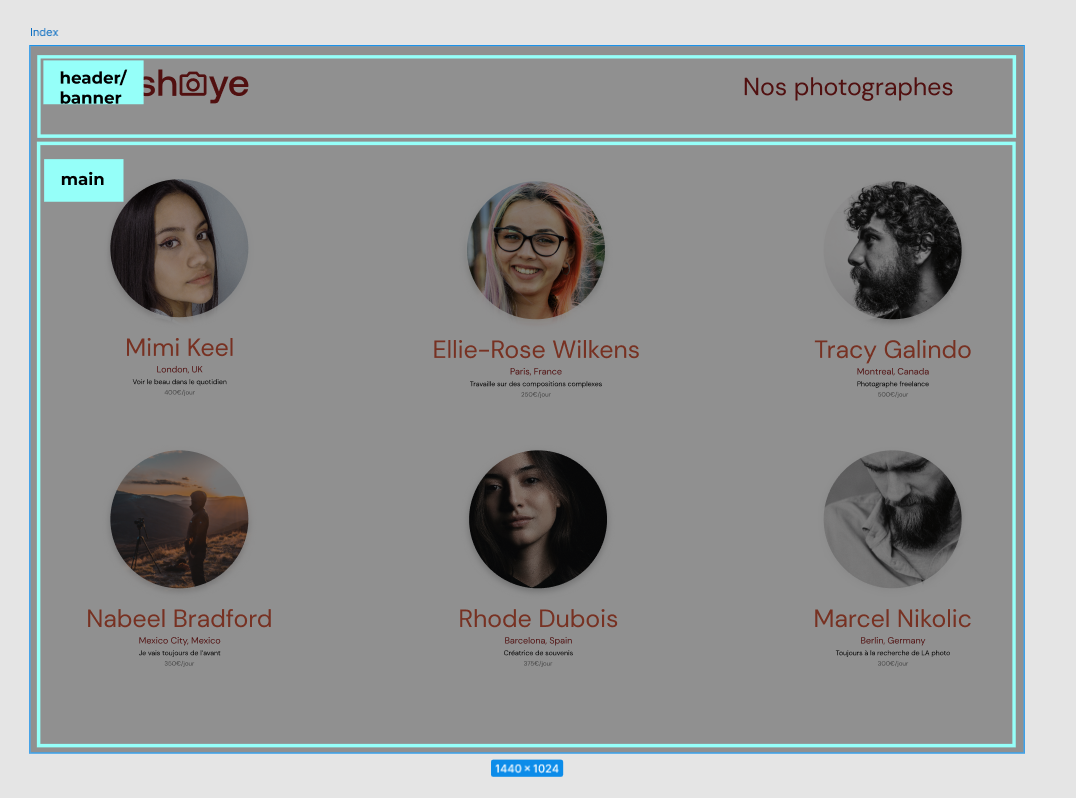 Index
header/
banner
sh ye
Nos photographes
main
Mimi Keel
London, UK
Voir le beau dans le quotidien
400€/jour
Ellie-Rose Wilkens
Paris, France
Travaille sur des compositions complexes
250€/jour
Tracy Galindo
Montreal, Canada
Photographe freelance
500€/jour
Nabeel Bradford
Mexico City, Mexico
Je vais toujours de l'avant
350€/jour
Rhode Dubois
Barcelona, Spain
Créatrice de souvenis
375€/jour
Marcel Nikolic
Berlin, Germany
Toujours à la recherche de LA photo
300€/jour
1440 × 1024